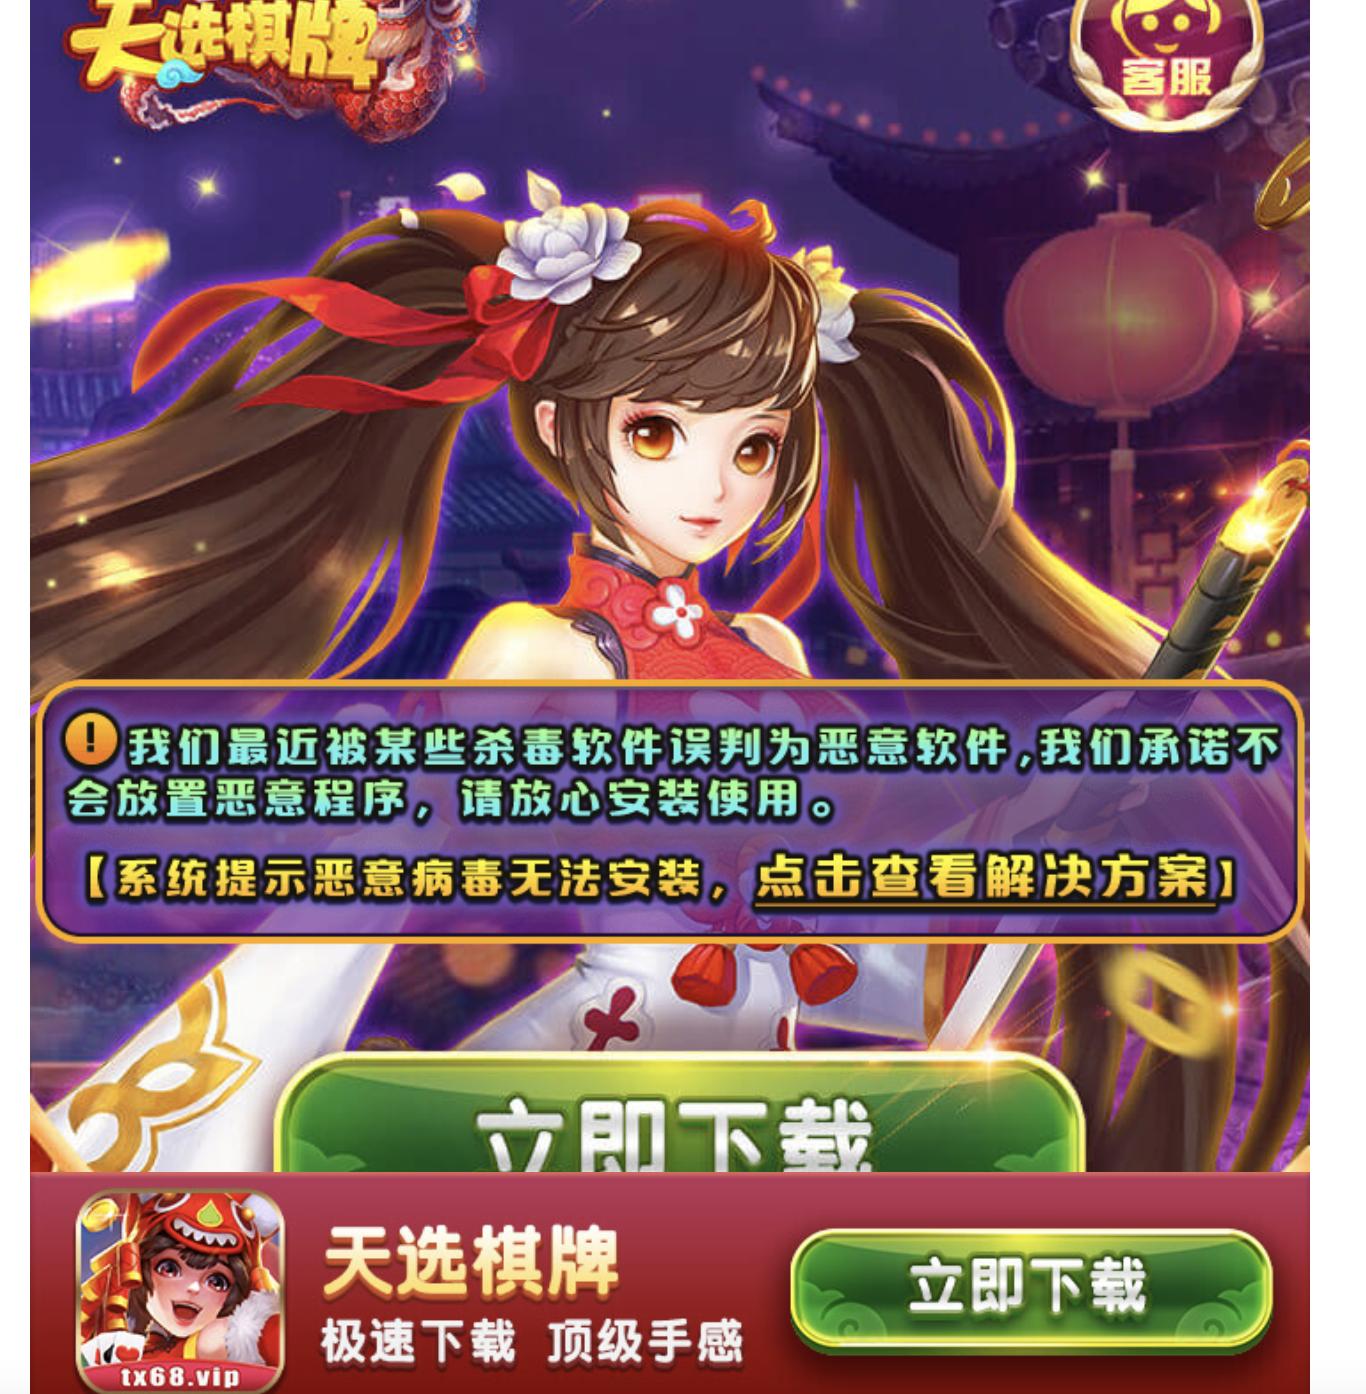 天选棋牌
客服
! 我们最近被某些杀毒软件误判为恶意软件,我们承诺不
会放置恶意程序，请放心安装使用。
【系统提示恶意病毒无法安装，点击查看解决方案】
立即下载
天选棋牌
立即下载
极速下载 顶级手感
tx68.vip